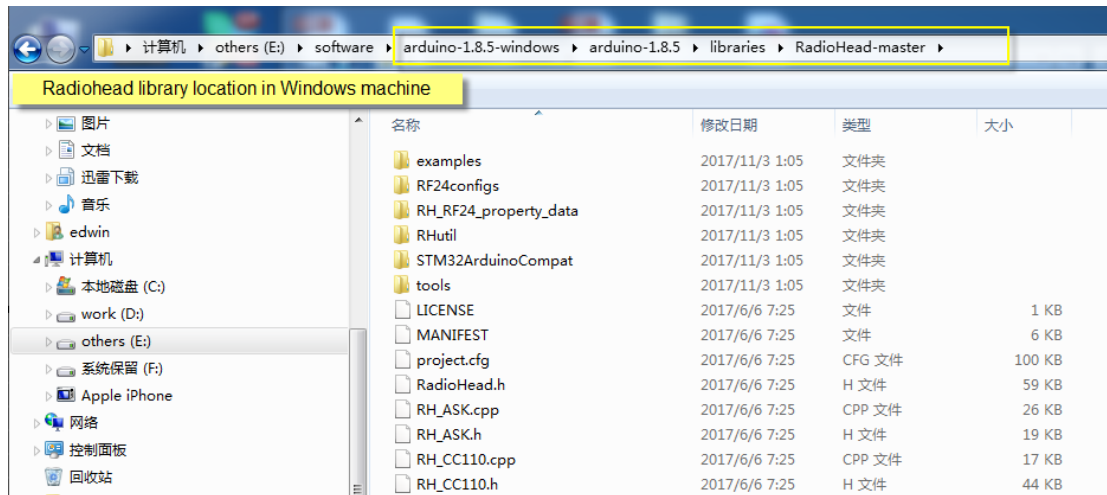 计算机 others (E:) software arduino-1.8.5-windows arduino-1.8.5 libraries RadioHead-master
Radiohead library location in Windows machine
图片
文档
迅雷下载
音乐
edwin
计算机
本地磁盘 (C:)
work (D:)
others (E:)
系统保留 (F:)
Apple iPhone
网络
控制面板
回收站
名称 修改日期 类型 大小
examples 2017/11/3 1:05 文件夹
RF24configs 2017/11/3 1:05 文件夹
RH_RF24_property_data 2017/11/3 1:05 文件夹
RHutil 2017/11/3 1:05 文件夹
STM32ArduinoCompat 2017/11/3 1:05 文件夹
tools 2017/11/3 1:05 文件夹
LICENSE 2017/6/6 7:25 文件 1 KB
MANIFEST 2017/6/6 7:25 文件 6 KB
project.cfg 2017/6/6 7:25 CFG 文件 100 KB
RadioHead.h 2017/6/6 7:25 H 文件 59 KB
RH_ASK.cpp 2017/6/6 7:25 CPP 文件 26 KB
RH_ASK.h 2017/6/6 7:25 H 文件 19 KB
RH_CC110.cpp 2017/6/6 7:25 CPP 文件 17 KB
RH_CC110.h 2017/6/6 7:25 H 文件 44 KB